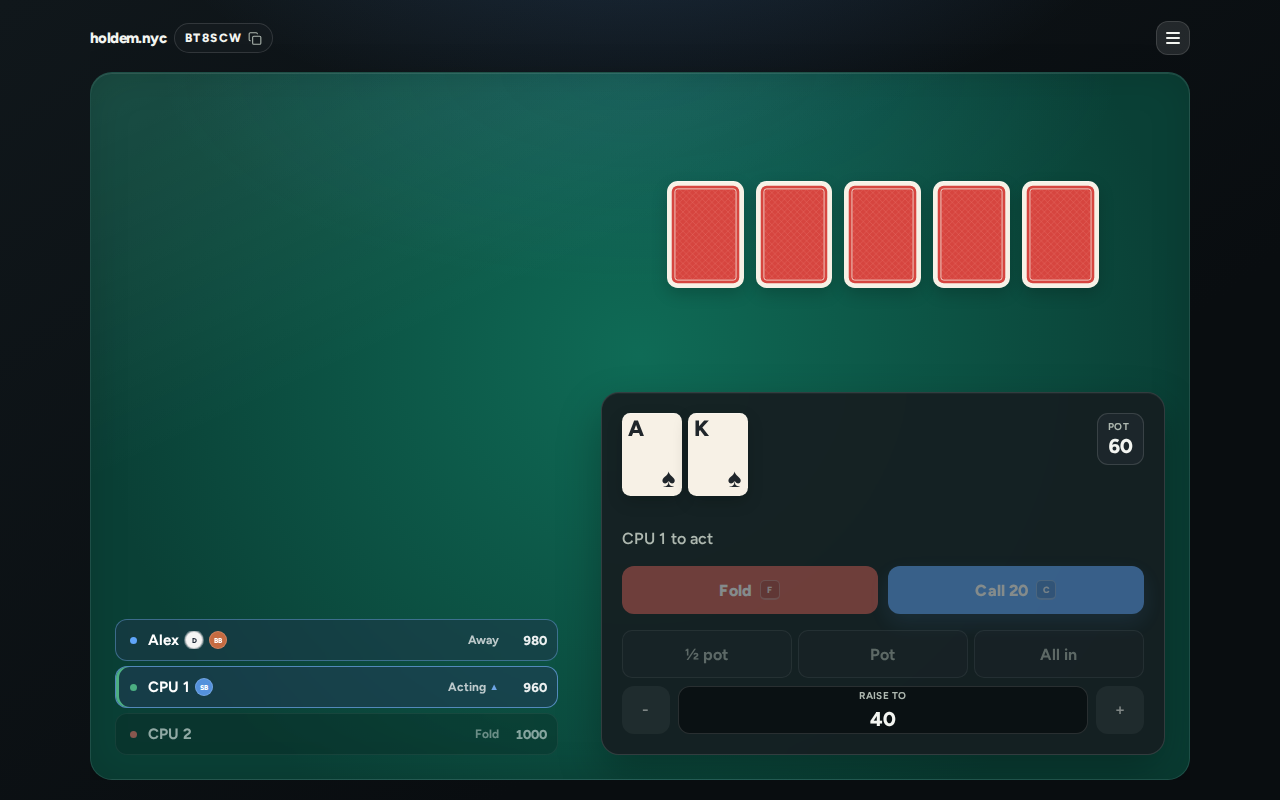 holdem.nyc BT8SCW
A K
♠ ♠
POT
60
CPU 1 to act
Fold F
Call 20 C
½ pot Pot All in
- RAISE TO +
40
Alex D BB Away 980
CPU 1 SB Acting ▲ 960
CPU 2 Fold 1000